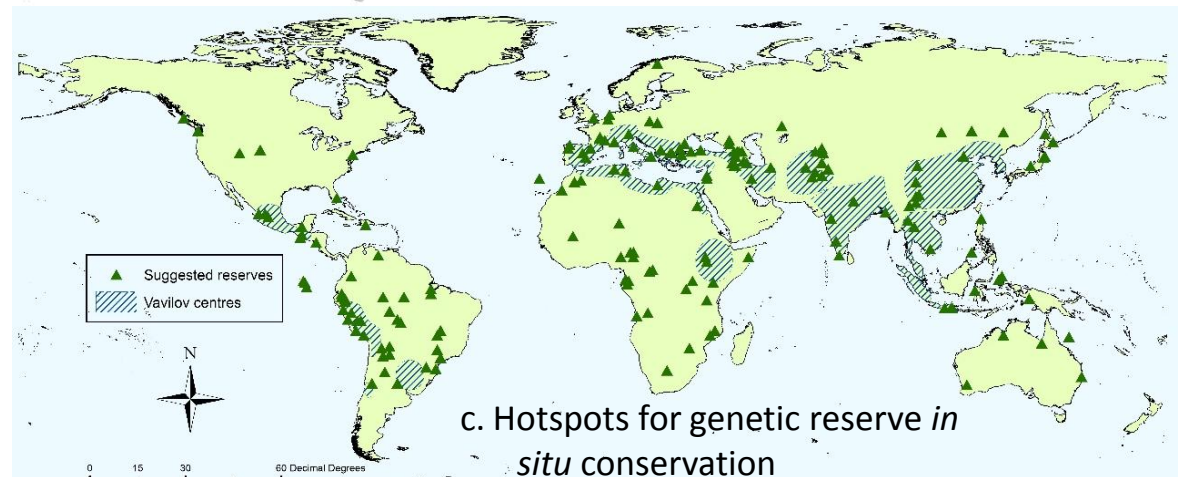 Suggested reserves
Vavilov centres
N
c. Hotspots for genetic reserve in
situ conservation
0 15 30 60 Decimal Degrees